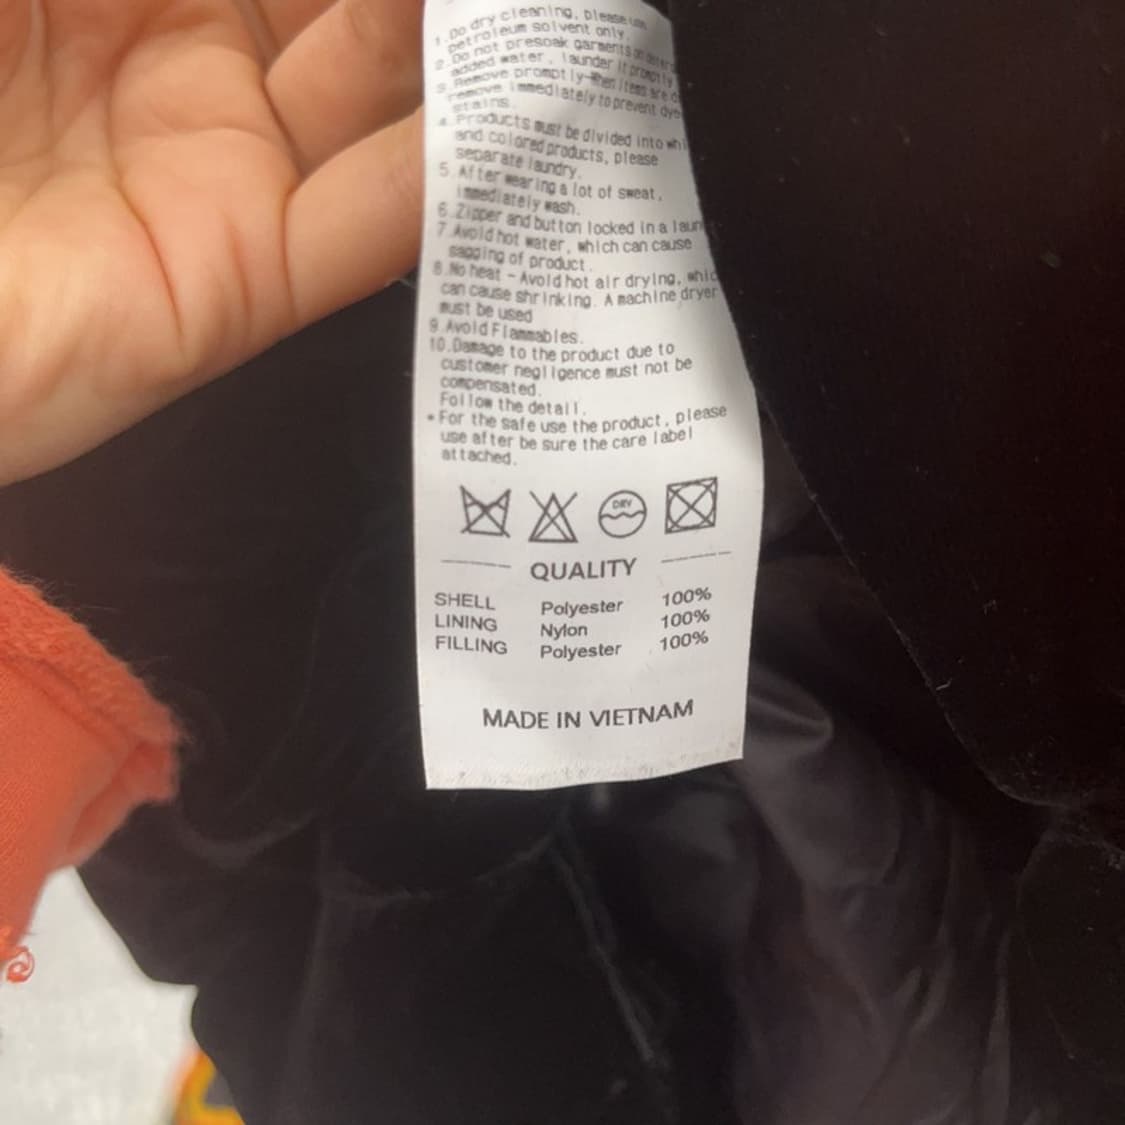 1.Do dry cleaning, please use
petroleum solvent only.
2.Do not presoak garments on
added water, launder it promptly
3.Remove promptly-When items are
remove immediately to prevent dye
stains.
4.Products must be divided into
and colored products, please
separate laundry.
5.After wearing a lot of sweat,
immediately wash.
6.Zipper and button locked in a
7.Avoid hot water, which can cause
sagging of product.
8.No heat - Avoid hot air drying,
can cause shrinking. A machine dryer
must be used
9.Avoid Flammables.
10.Damage to the product due to
customer negligence must not be
compensated.
Follow the detail.
*For the safe use the product, please
use after be sure the care label
attached.
DRY
QUALITY
SHELL Polyester 100%
LINING Nylon 100%
FILLING Polyester 100%
MADE IN VIETNAM